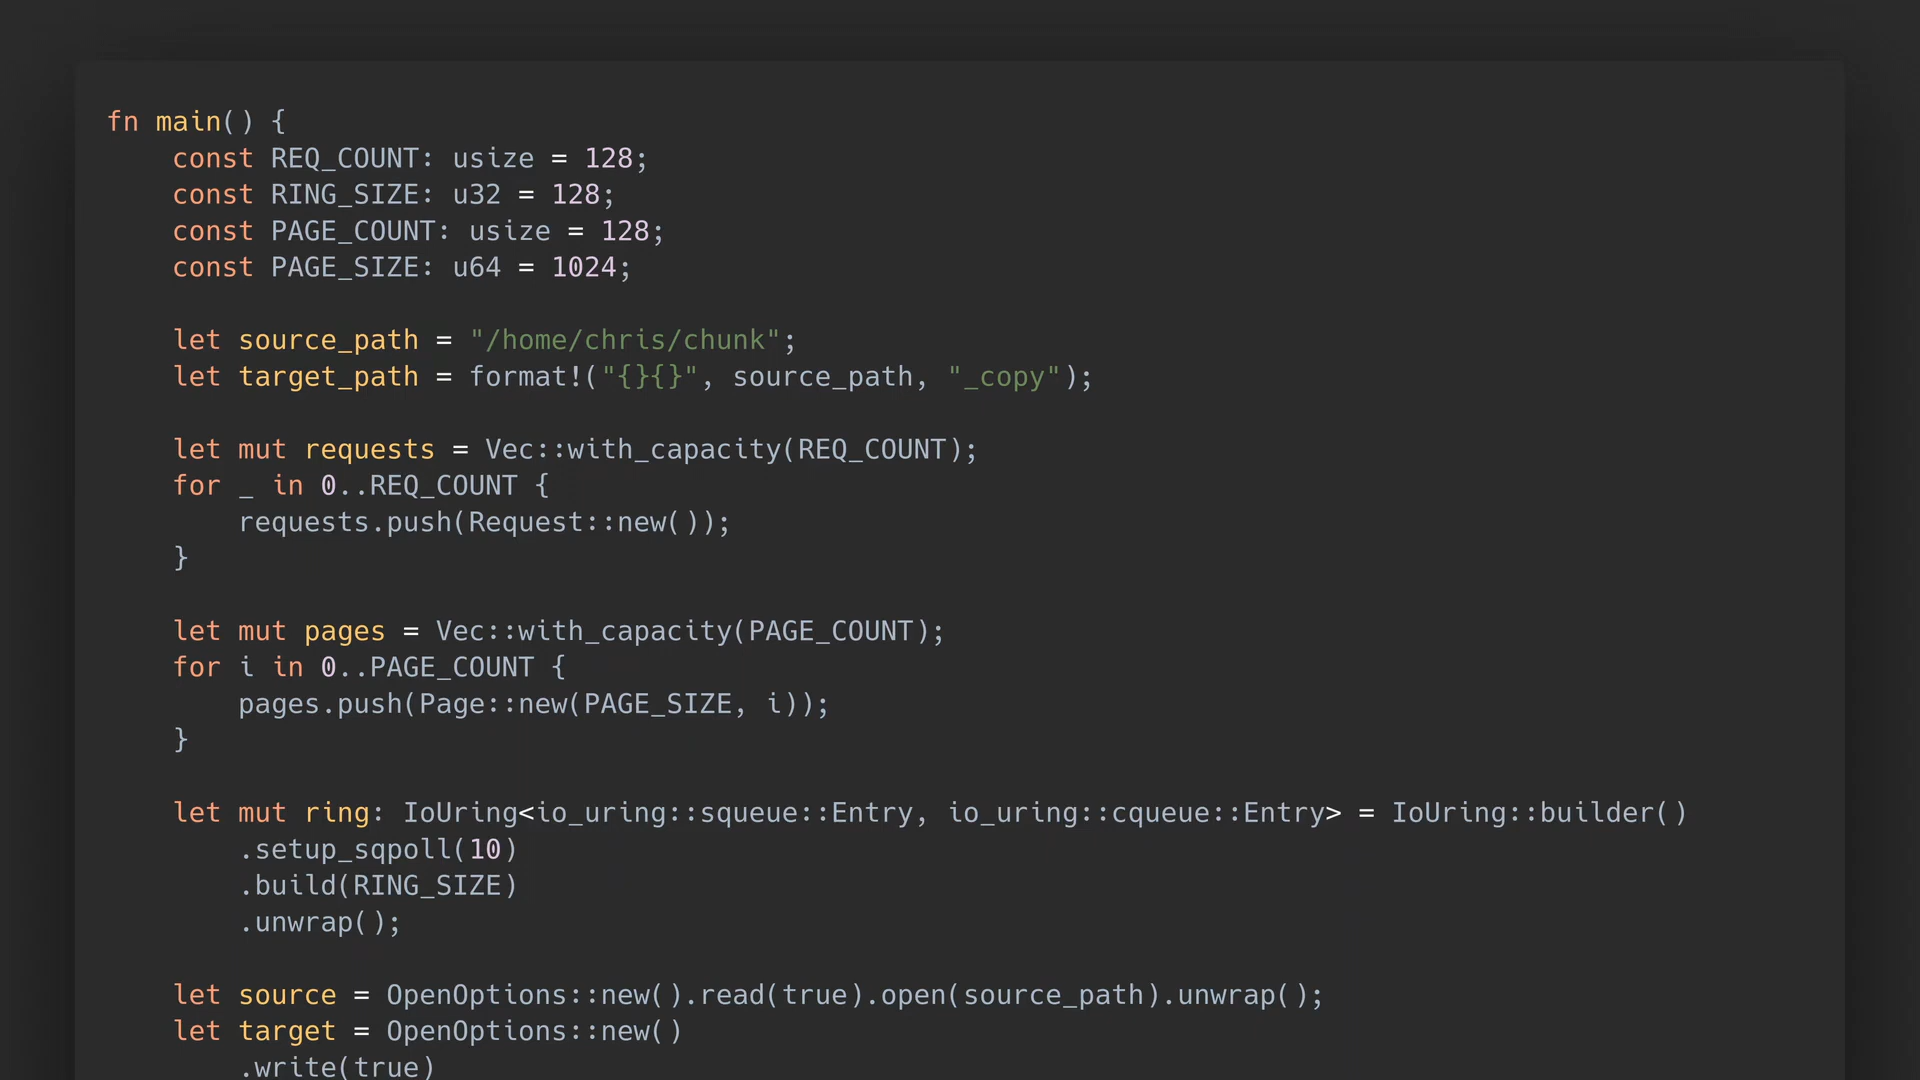 fn main() {
    const REQ_COUNT: usize = 128;
    const RING_SIZE: u32 = 128;
    const PAGE_COUNT: usize = 128;
    const PAGE_SIZE: u64 = 1024;

    let source_path = "/home/chris/chunk";
    let target_path = format!("{}{}", source_path, "_copy");

    let mut requests = Vec::with_capacity(REQ_COUNT);
    for _ in 0..REQ_COUNT {
        requests.push(Request::new());
    }

    let mut pages = Vec::with_capacity(PAGE_COUNT);
    for i in 0..PAGE_COUNT {
        pages.push(Page::new(PAGE_SIZE, i));
    }

    let mut ring: IoUring<io_uring::squeue::Entry, io_uring::cqueue::Entry> = IoUring::builder()
        .setup_sqpoll(10)
        .build(RING_SIZE)
        .unwrap();

    let source = OpenOptions::new().read(true).open(source_path).unwrap();
    let target = OpenOptions::new()
        .write(true)